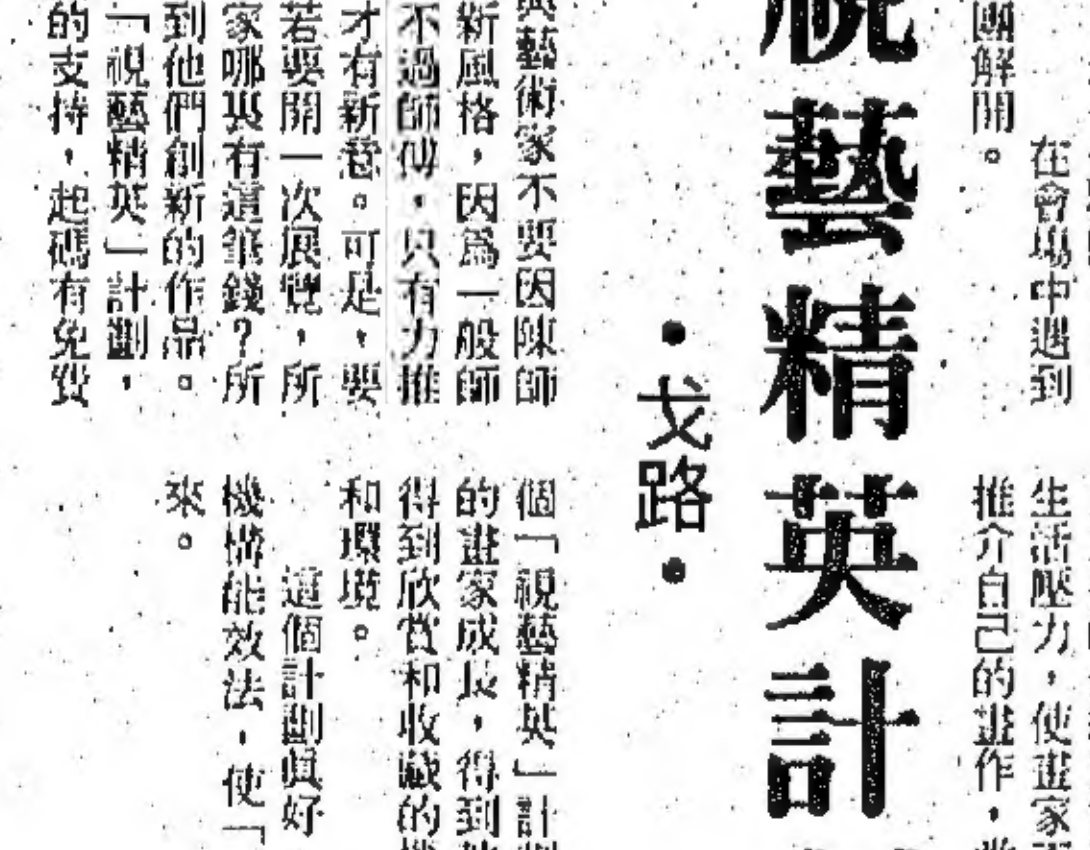 在會場中遇到
團解開。
生活壓力，使畫家
推介自己的畫作，
視藝精英計
•戈路•
與藝術家不要因陳師
新風格，因為一般師
不過師傅，只有力推
才有新意。可是，要
若要開一次展覽，所
家哪裏有這筆錢？所
到他們創新的作品。
「視藝精英」計劃，
的支持，起碼有免費
個「視藝精英」計劃
的畫家成長，得到
得到欣賞和收藏的機
和環境。
這個計劃真好
機構能效法，使「
來。